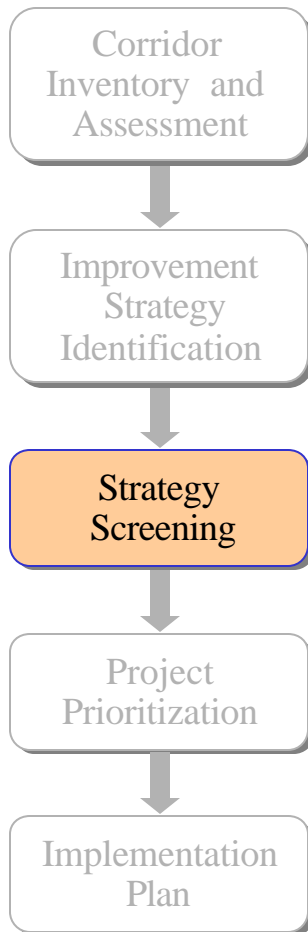 Corridor
Inventory and
Assessment
Improvement
Strategy
Identification
Strategy
Screening
Project
Prioritization
Implementation
Plan